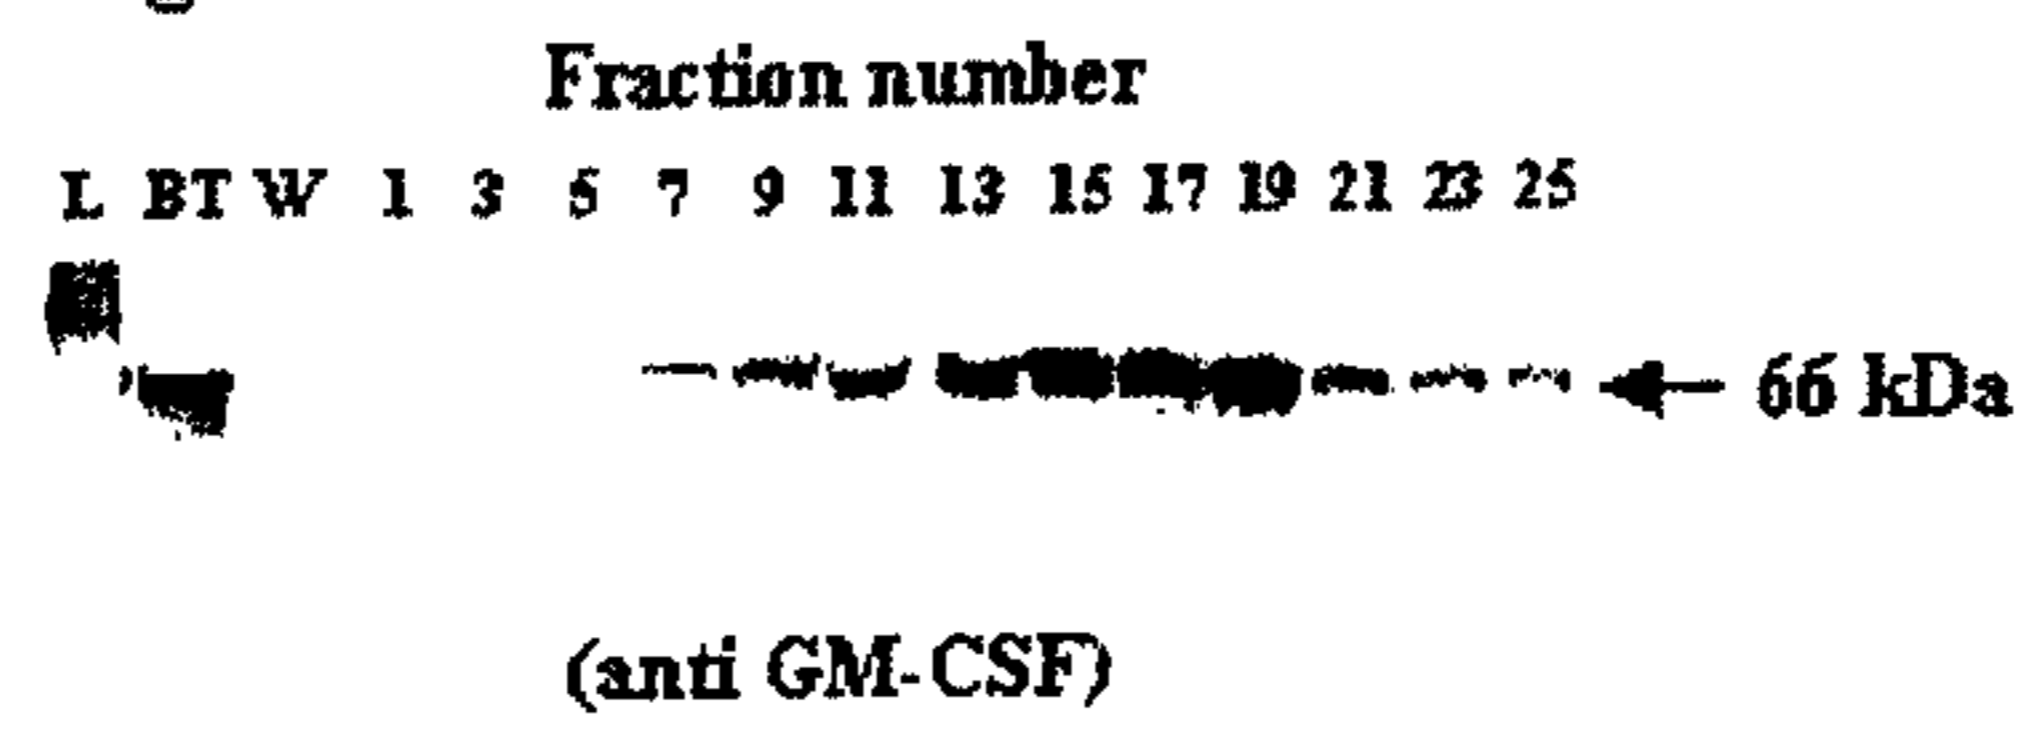 Fraction number
L BT W 1 3 5 7 9 11 13 15 17 19 21 23 25
66 kDa
(anti GM-CSF)